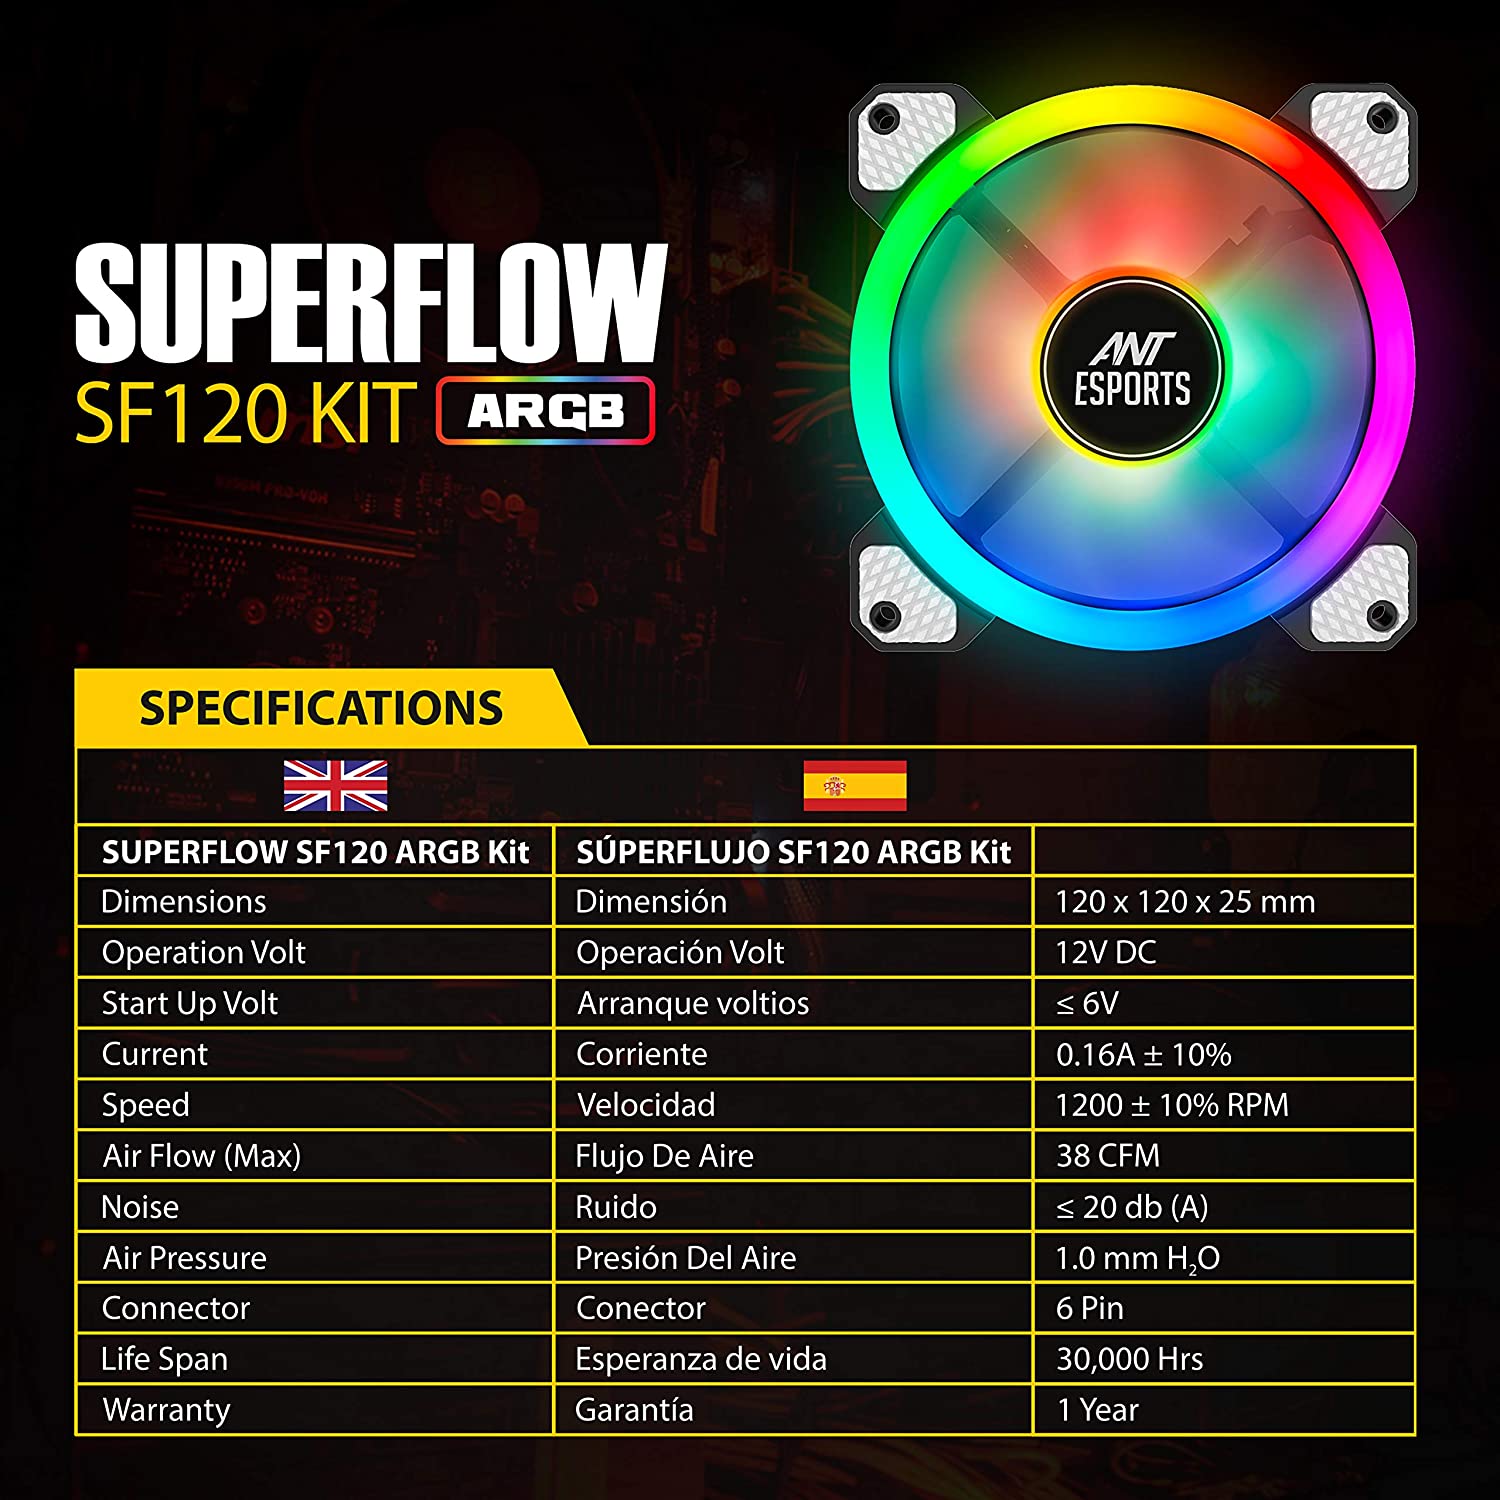 SUPERFLOW
SF120 KIT ARGB
ANT
ESPORTS
SPECIFICATIONS
SUPERFLOW SF120 ARGB Kit SÚPERFLUJO SF120 ARGB Kit
Dimensions Dimensión 120 x 120 x 25 mm
Operation Volt Operación Volt 12V DC
Start Up Volt Arranque voltios ≤ 6V
Current Corriente 0.16A ± 10%
Speed Velocidad 1200 ± 10% RPM
Air Flow (Max) Flujo De Aire 38 CFM
Noise Ruido ≤ 20 db (A)
Air Pressure Presión Del Aire 1.0 mm H₂O
Connector Conector 6 Pin
Life Span Esperanza de vida 30,000 Hrs
Warranty Garantía 1 Year